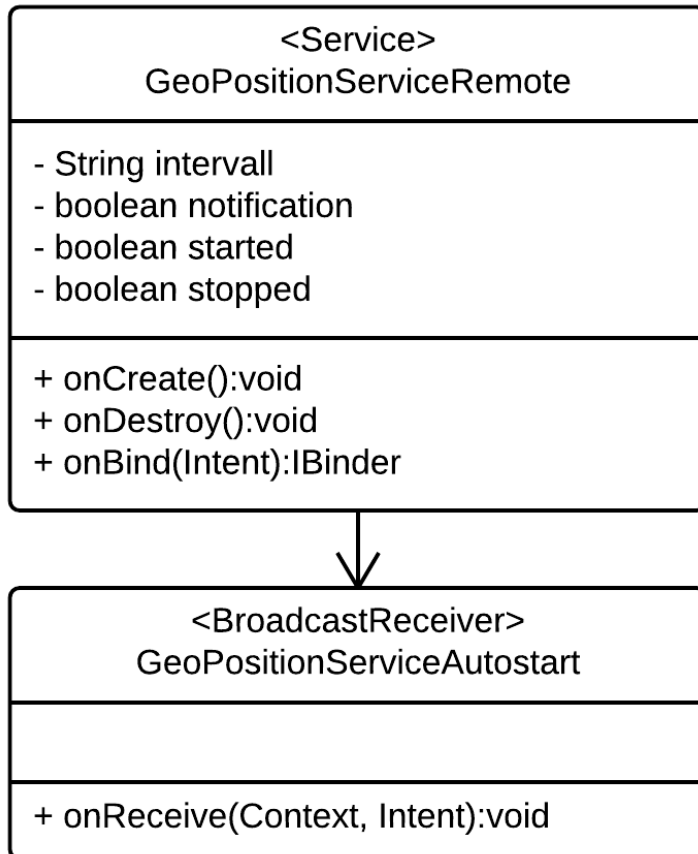 <Service>
GeoPositionServiceRemote
- String intervall
- boolean notification
- boolean started
- boolean stopped
+ onCreate():void
+ onDestroy():void
+ onBind(Intent):IBinder
<BroadcastReceiver>
GeoPositionServiceAutostart
+ onReceive(Context, Intent):void